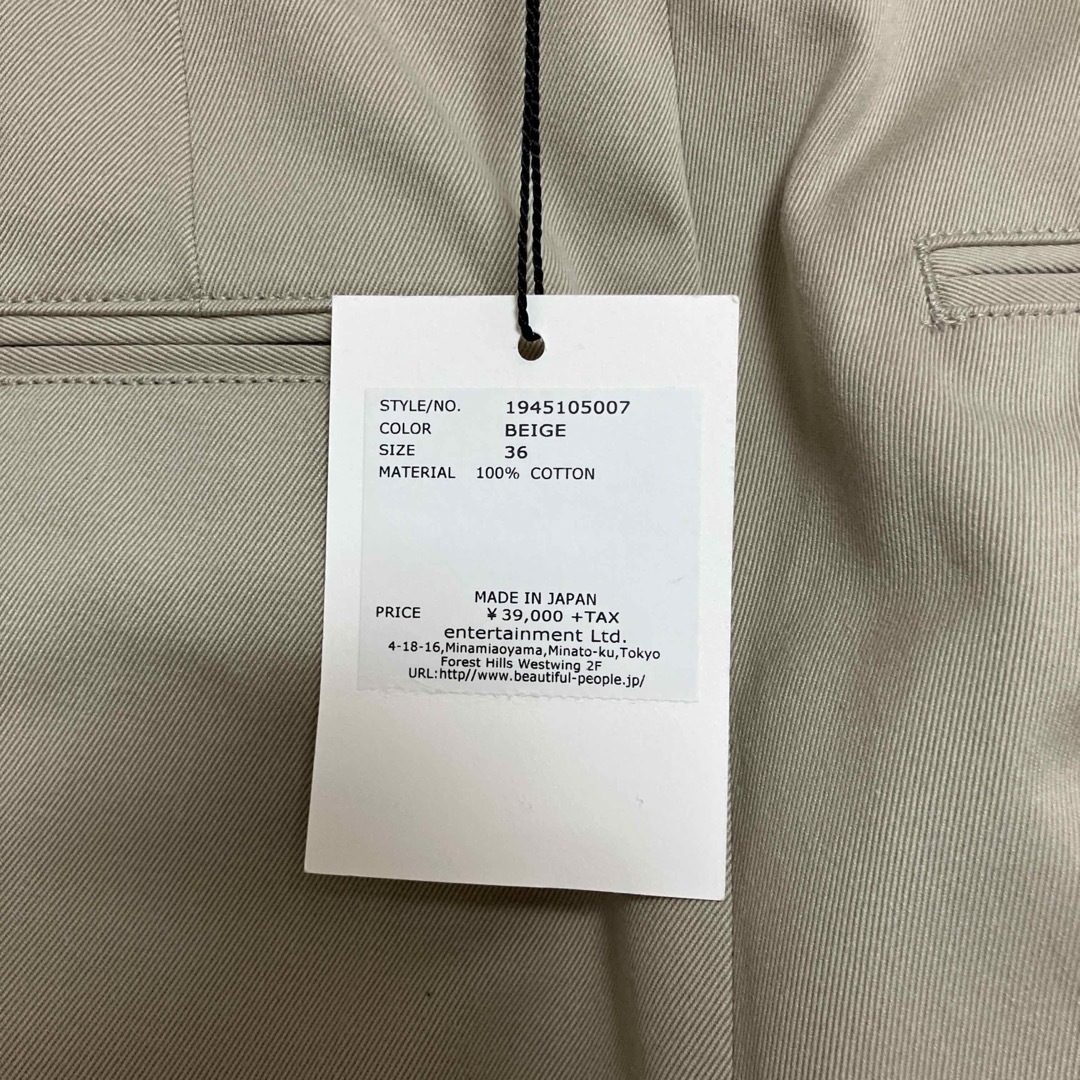 STYLE/NO. 1945105007
COLOR BEIGE
SIZE 36
MATERIAL 100% COTTON
MADE IN JAPAN
PRICE ¥39,000 +TAX
entertainment Ltd.
4-18-16,Minamiaoyama,Minato-ku,Tokyo
Forest Hills Westwing 2F
URL:http//www.beautiful-people.jp/